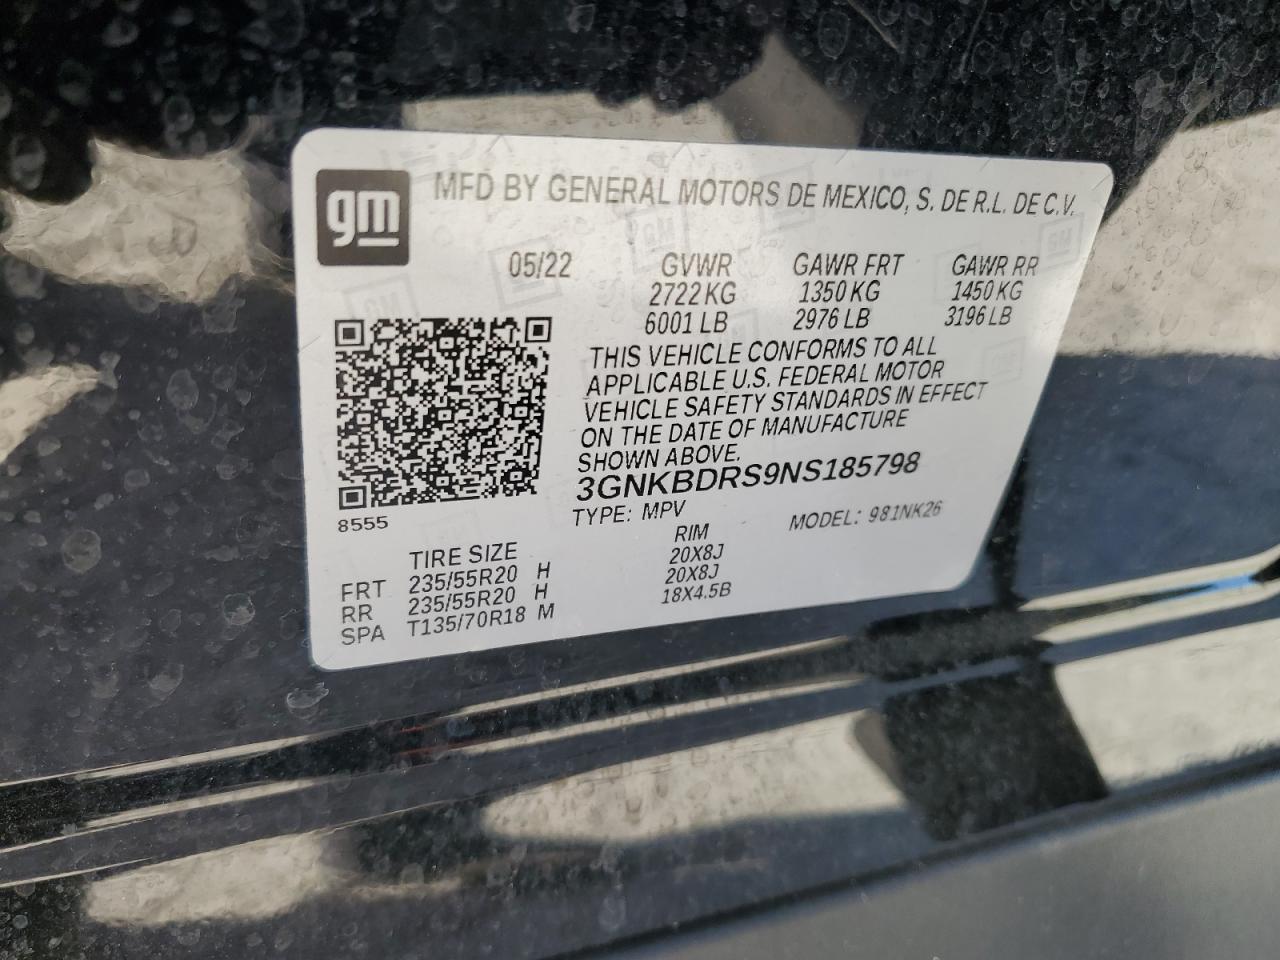 gm
MFD BY GENERAL MOTORS DE MEXICO, S. DE R.L. DE C.V.
05/22 GVWR GAWR FRT GAWR RR
2722 KG 1350 KG 1450 KG
6001 LB 2976 LB 3196 LB
THIS VEHICLE CONFORMS TO ALL
APPLICABLE U.S. FEDERAL MOTOR
VEHICLE SAFETY STANDARDS IN EFFECT
ON THE DATE OF MANUFACTURE
SHOWN ABOVE.
3GNKBDRS9NS185798
8555
TYPE: MPV MODEL: 981NK26
TIRE SIZE RIM
FRT 235/55R20 H 20X8J
RR 235/55R20 H 20X8J
SPA T135/70R18 M 18X4.5B